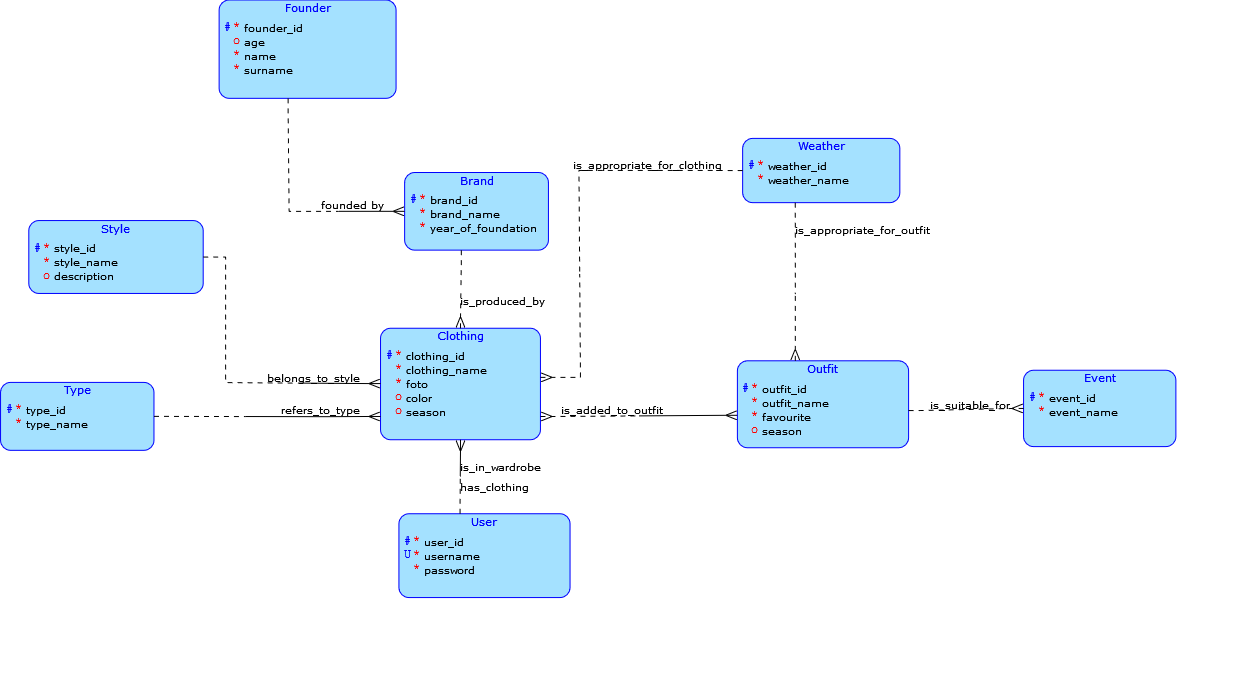 Founder
# * founder_id
o age
* name
* surname
founded by
Brand
# * brand_id
* brand_name
* year_of_foundation
is_appropriate_for_clothing
Weather
# * weather_id
* weather_name
is_appropriate_for_outfit
Style
# * style_id
* style_name
o description
is_produced_by
belongs_to_style
Type
# * type_id
* type_name
refers_to_type
Clothing
# * clothing_id
* clothing_name
* foto
o color
o season
is_added_to_outfit
Outfit
# * outfit_id
* outfit_name
* favourite
o season
is_suitable_for
Event
# * event_id
* event_name
is_in_wardrobe
has_clothing
User
# * user_id
U * username
* password